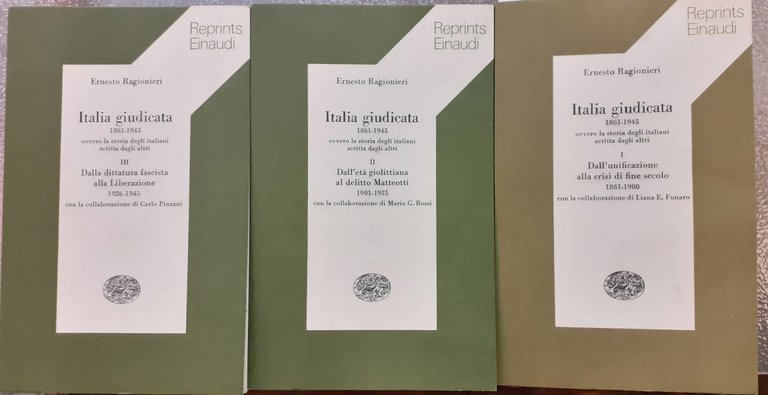 Reprints
Einaudi
Ernesto Ragionieri
Italia giudicata
1861-1945
ovvero la storia degli italiani
scritta dagli altri
III
Dalla dittatura fascista
alla Liberazione
1926-1945
con la collaborazione di Carlo Pinzani
Reprints
Einaudi
Ernesto Ragionieri
Italia giudicata
1861-1945
ovvero la storia degli italiani
scritta dagli altri
II
Dall'età giolittiana
al delitto Matteotti
1901-1925
con la collaborazione di Mario G. Rossi
Reprints
Einaudi
Ernesto Ragionieri
Italia giudicata
1861-1945
ovvero la storia degli italiani
scritta dagli altri
I
Dall'unificazione
alla crisi di fine secolo
1861-1900
con la collaborazione di Liana E. Funaro